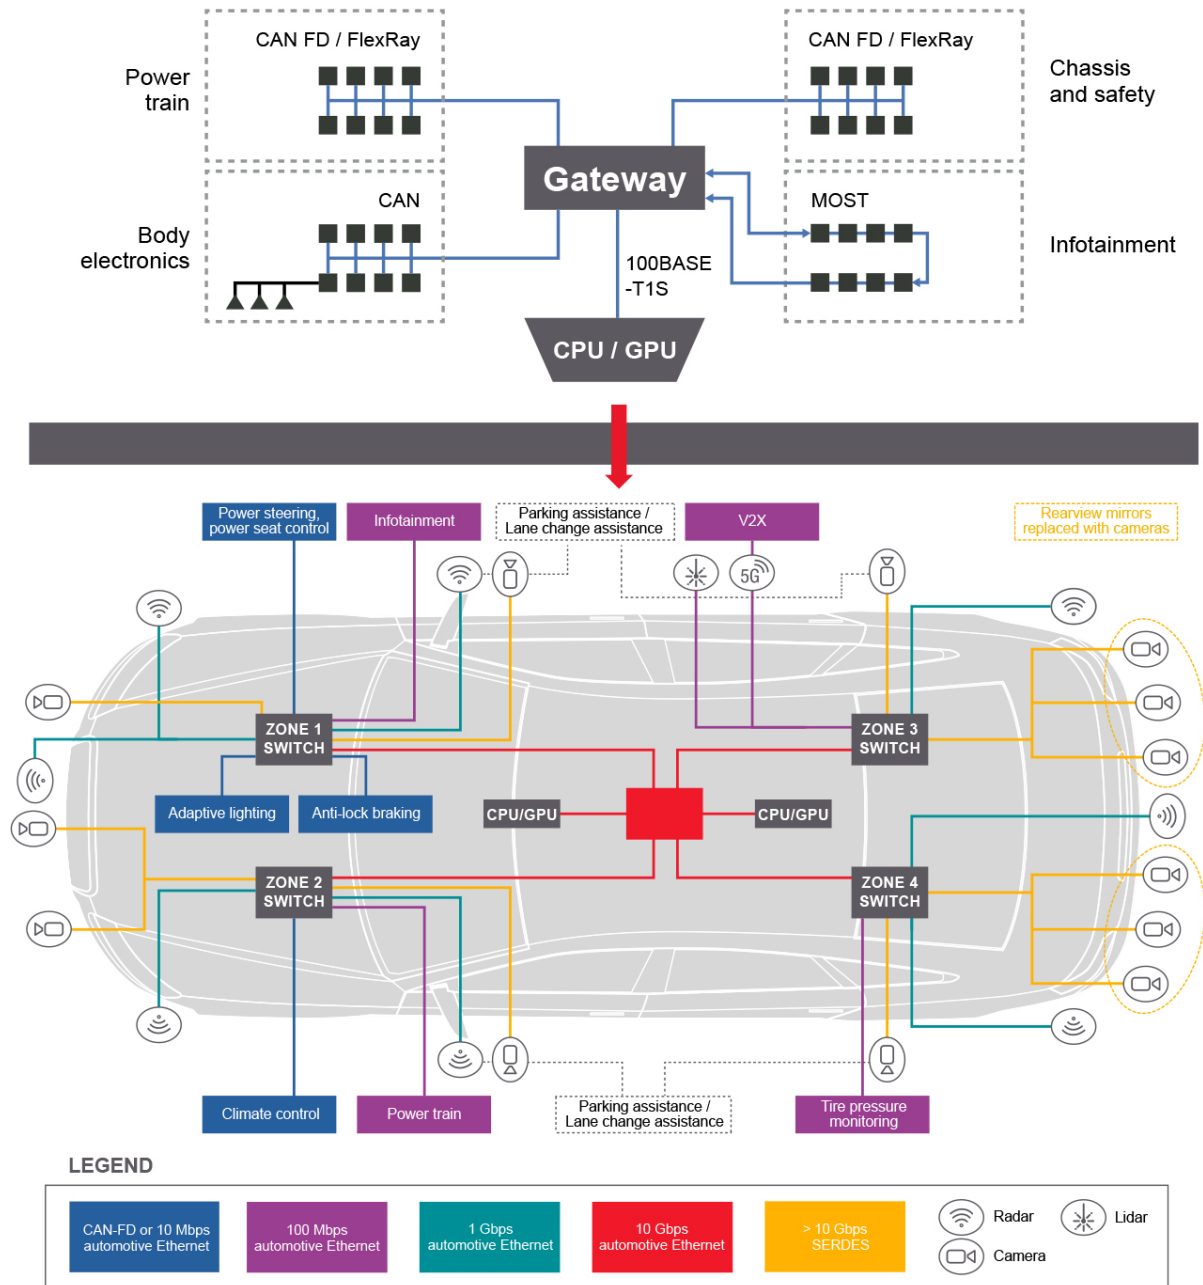 CAN FD / FlexRay
CAN FD / FlexRay
Power
train
Chassis
and safety
Gateway
CAN
MOST
Body
electronics
Infotainment
100BASE
-T1S
CPU / GPU
Power steering,
power seat control
Infotainment
Parking assistance /
Lane change assistance
V2X
Rearview mirrors
replaced with cameras
5G
ZONE 1
SWITCH
ZONE 3
SWITCH
Adaptive lighting
Anti-lock braking
CPU/GPU
CPU/GPU
ZONE 2
SWITCH
ZONE 4
SWITCH
Climate control
Power train
Parking assistance /
Lane change assistance
Tire pressure
monitoring
LEGEND
CAN-FD or 10 Mbps
automotive Ethernet
100 Mbps
automotive Ethernet
1 Gbps
automotive Ethernet
10 Gbps
automotive Ethernet
> 10 Gbps
SERDES
Radar
Lidar
Camera